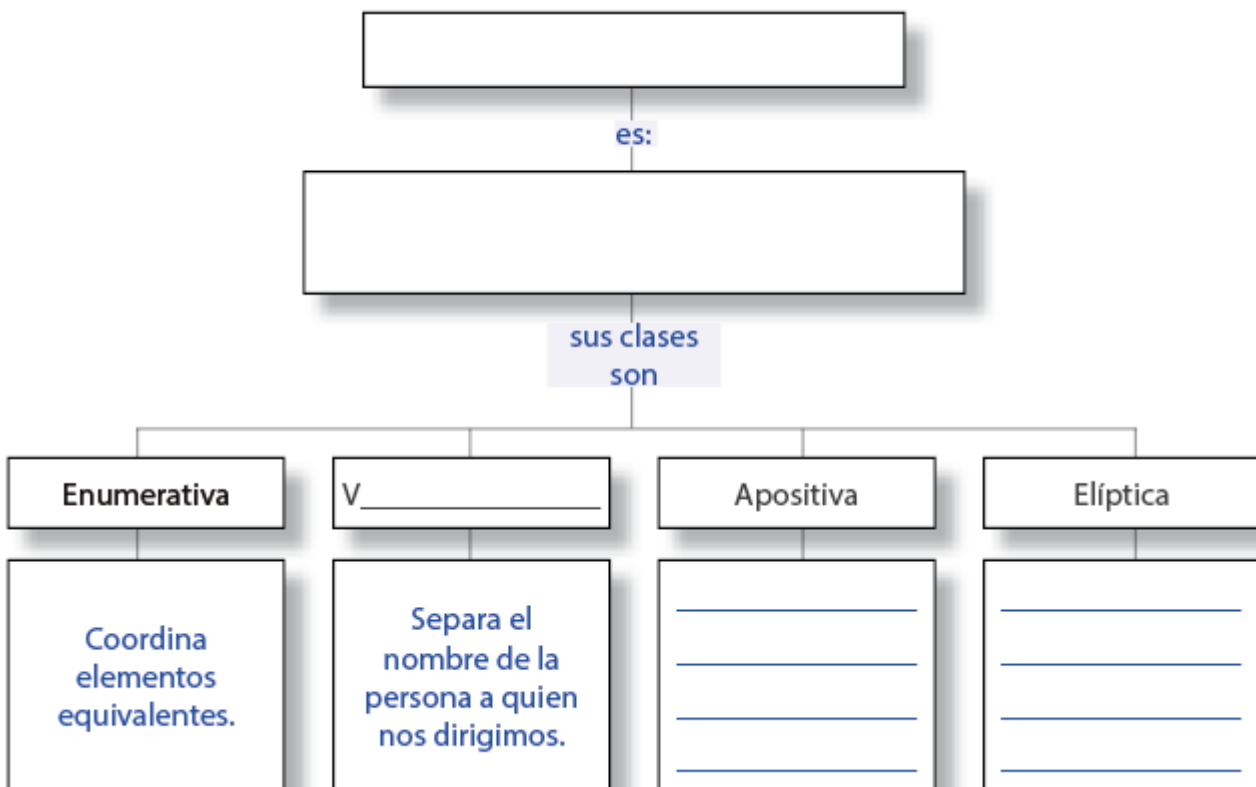 es:
sus clases
son
Enumerativa
V_________________
Apositiva
Elíptica
Coordina
elementos
equivalentes.
Separa el
nombre de la
persona a quien
nos dirigimos.